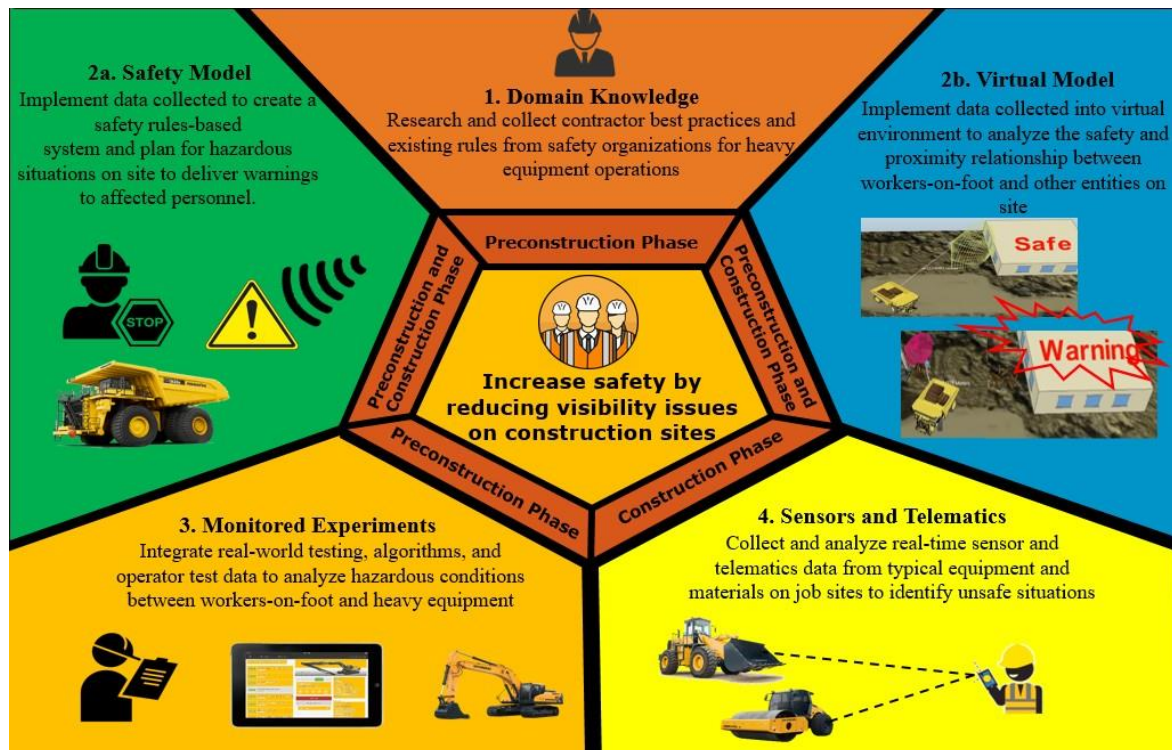 1. Domain Knowledge
Research and collect contractor best practices and
existing rules from safety organizations for heavy
equipment operations
2a. Safety Model
Implement data collected to create a
safety rules-based
system and plan for hazardous
situations on site to deliver warnings
to affected personnel.
STOP
2b. Virtual Model
Implement data collected into virtual
environment to analyze the safety and
proximity relationship between
workers-on-foot and other entities on
site
Safe
Warning
Preconstruction Phase
Preconstruction and
Construction Phase
Preconstruction and
Construction Phase
Increase safety by
reducing visibility issues
on construction sites
Preconstruction Phase
Construction Phase
3. Monitored Experiments
Integrate real-world testing, algorithms, and
operator test data to analyze hazardous conditions
between workers-on-foot and heavy equipment
4. Sensors and Telematics
Collect and analyze real-time sensor and
telematics data from typical equipment and
materials on job sites to identify unsafe situations